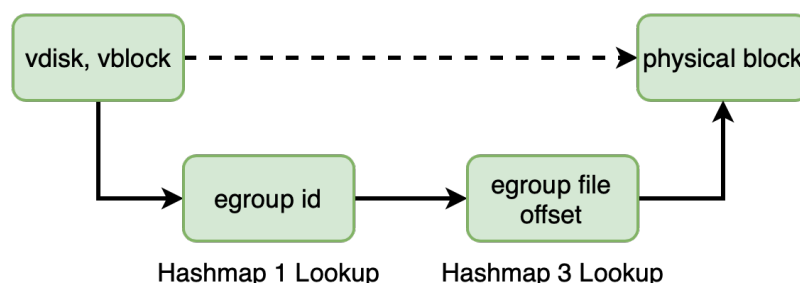 vdisk, vblock
physical block
egroup id
egroup file
offset
Hashmap 1 Lookup
Hashmap 3 Lookup